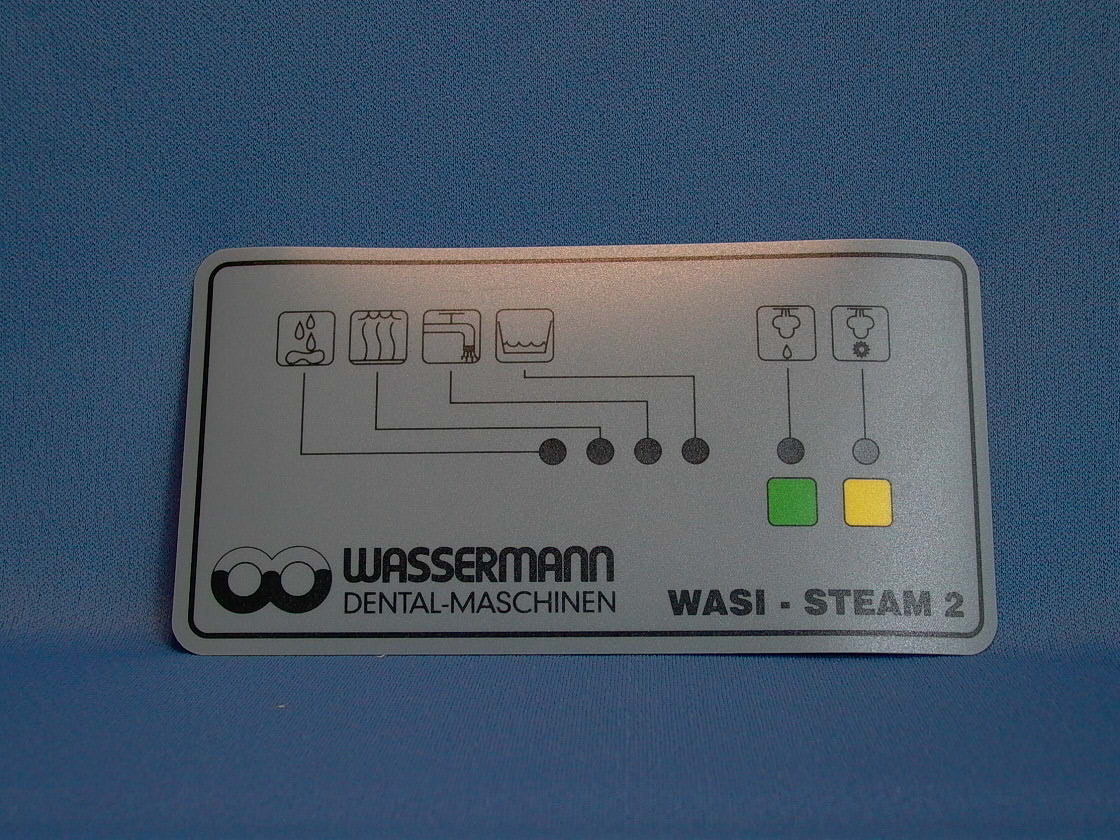 WASSERMANN
DENTAL-MASCHINEN
WASI - STEAM 2